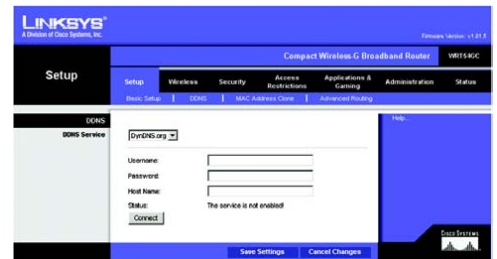 LINKSYS®
A Division of Cisco Systems, Inc.
Firmware Version: v1.01.5
Compact Wireless-G Broadband Router WRT54GC
Setup
Setup Wireless Security Access Restrictions Applications & Gaming Administration Status
Basic Setup | DDNS | MAC Address Clone | Advanced Routing
DDNS
DDNS Service
Help...
DynDNS.org
Username:
Password:
Host Name:
Status: The service is not enabled!
Connect
Save Settings Cancel Changes
CISCO SYSTEMS